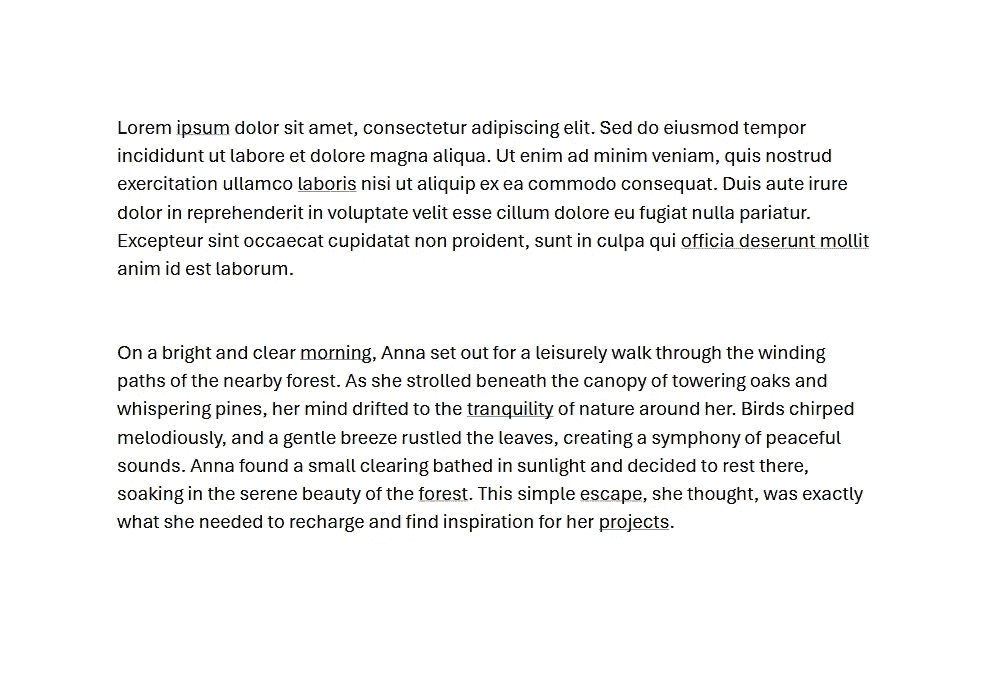 Lorem ipsum dolor sit amet, consectetur adipiscing elit. Sed do eiusmod tempor
incididunt ut labore et dolore magna aliqua. Ut enim ad minim veniam, quis nostrud
exercitation ullamco laboris nisi ut aliquip ex ea commodo consequat. Duis aute irure
dolor in reprehenderit in voluptate velit esse cillum dolore eu fugiat nulla pariatur.
Excepteur sint occaecat cupidatat non proident, sunt in culpa qui officia deserunt mollit
anim id est laborum.
On a bright and clear morning, Anna set out for a leisurely walk through the winding
paths of the nearby forest. As she strolled beneath the canopy of towering oaks and
whispering pines, her mind drifted to the tranquility of nature around her. Birds chirped
melodiously, and a gentle breeze rustled the leaves, creating a symphony of peaceful
sounds. Anna found a small clearing bathed in sunlight and decided to rest there,
soaking in the serene beauty of the forest. This simple escape, she thought, was exactly
what she needed to recharge and find inspiration for her projects.